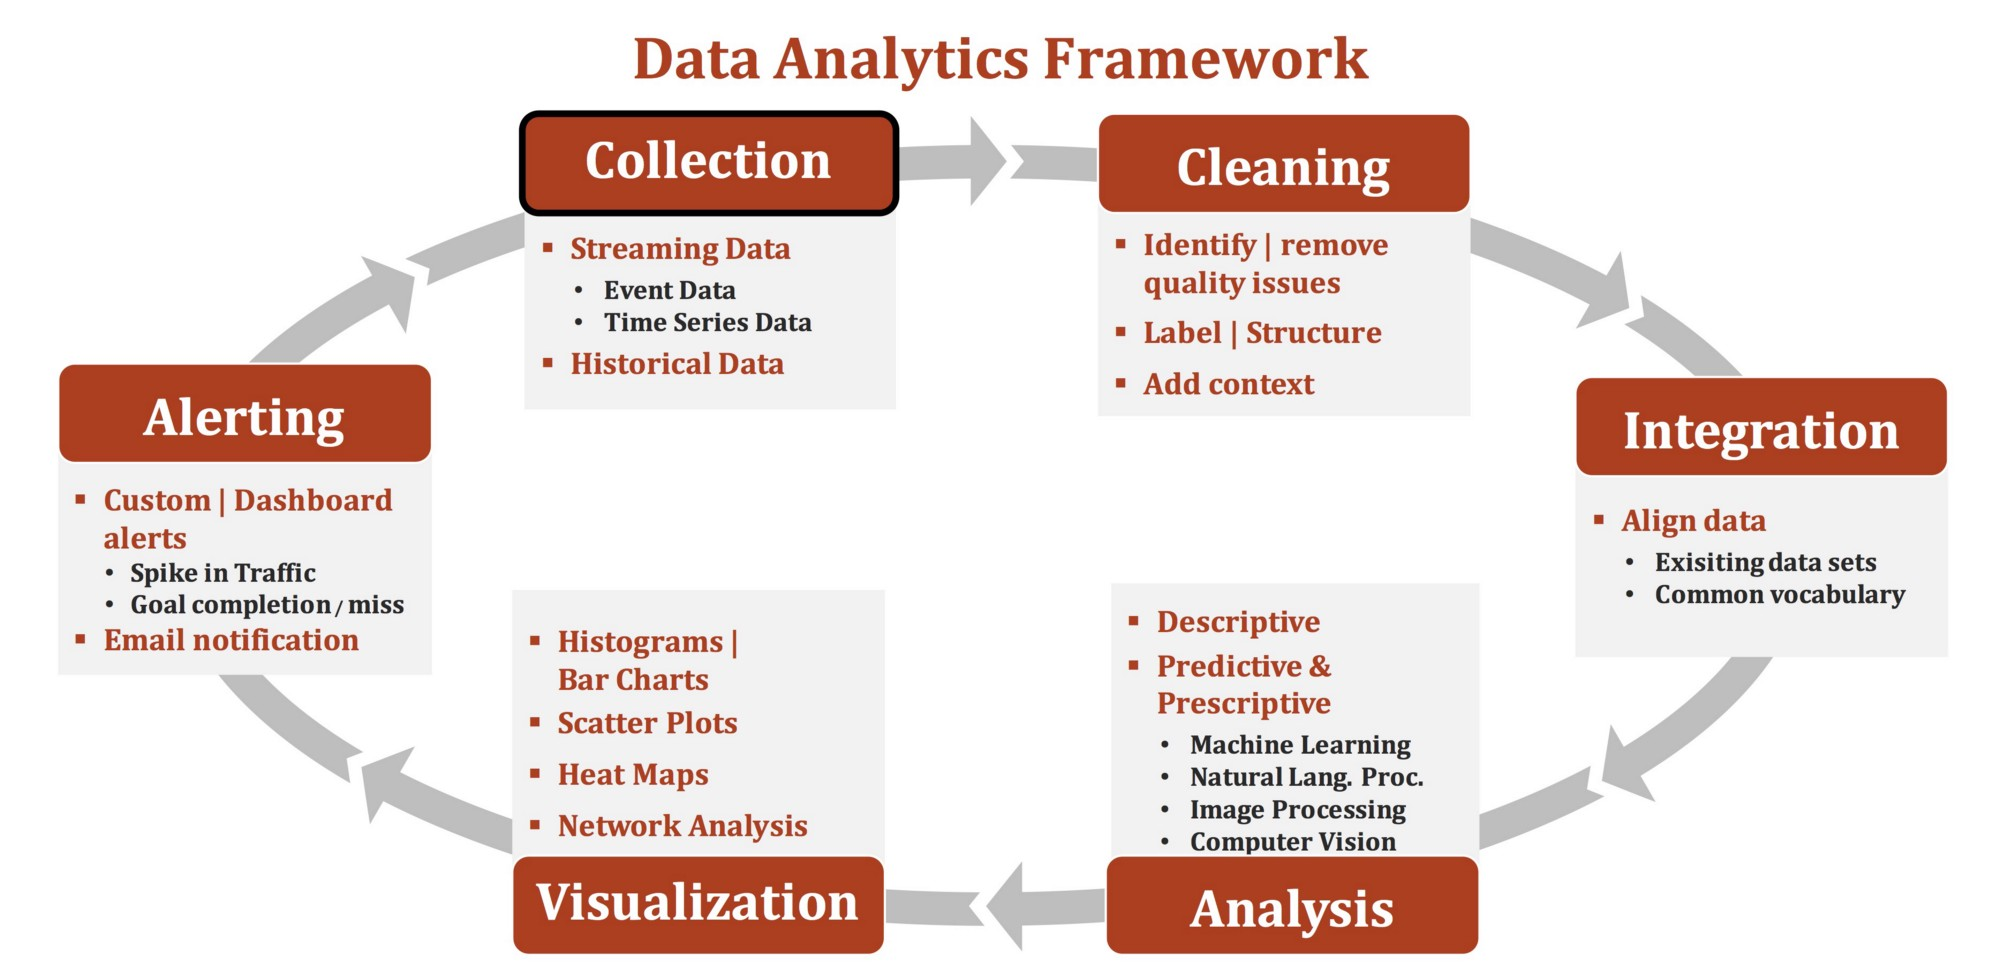 Data Analytics Framework
Collection
Streaming Data
Event Data
Time Series Data
Historical Data
Cleaning
Identify | remove
quality issues
Label | Structure
Add context
Integration
Align data
Exisiting data sets
Common vocabulary
Descriptive
Predictive &
Prescriptive
Machine Learning
Natural Lang. Proc.
Image Processing
Computer Vision
Analysis
Histograms |
Bar Charts
Scatter Plots
Heat Maps
Network Analysis
Visualization
Alerting
Custom | Dashboard
alerts
Spike in Traffic
Goal completion / miss
Email notification